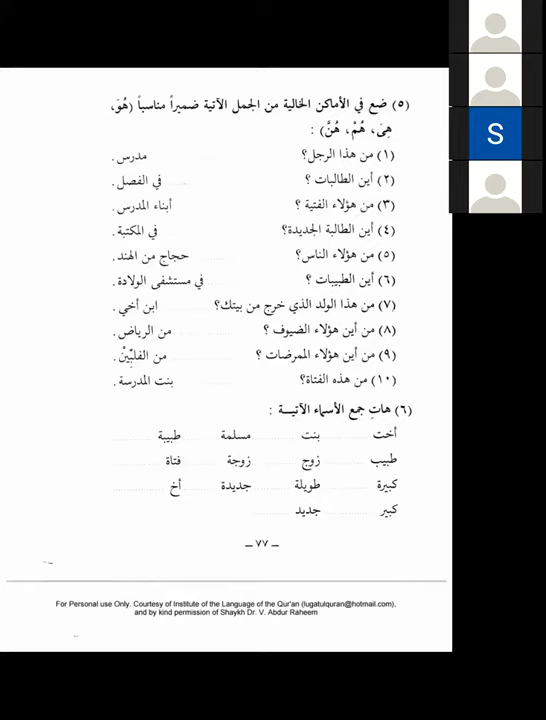 (٥) ضع في الأماكن الخالية من الجمل الآتية ضميراً مناسباً (هُوَ،
هِيَ، هُمْ، هُنَّ) :
(١) من هذا الرجل؟ ........ مدرس .
(٢) أين الطالبات ؟ ........ في الفصل .
(٣) من هؤلاء الفتية ؟ ........ أبناء المدرس .
(٤) أين الطالبة الجديدة؟ ........ في المكتبة .
(٥) من هؤلاء الناس؟ ........ حجاج من الهند .
(٦) أين الطبيبات ؟ ........ في مستشفى الولادة .
(٧) من هذا الولد الذي خرج من بيتك؟ ........ ابن أخي .
(٨) من أين هؤلاء الضيوف ؟ ........ من الرياض .
(٩) من أين هؤلاء الممرضات ؟ ........ من الفلبِّيْن .
(١٠) من هذه الفتاة؟ ........ بنت المدرسة .
(٦) هاتِ جمع الأسماء الآتيـــة :
أخت ........ بنت ........ مسلمة ........ طبيبة ........
طبيب ........ زوج ........ زوجة ........ فتاة ........
كبيرة ........ طويلة ........ جديدة ........ أخ ........
كبير ........ جديد ........
– ٧٧ –
For Personal use Only. Courtesy of Institute of the Language of the Qur'an (lugatulquran@hotmail.com),
and by kind permission of Shaykh Dr. V. Abdur Raheem
S